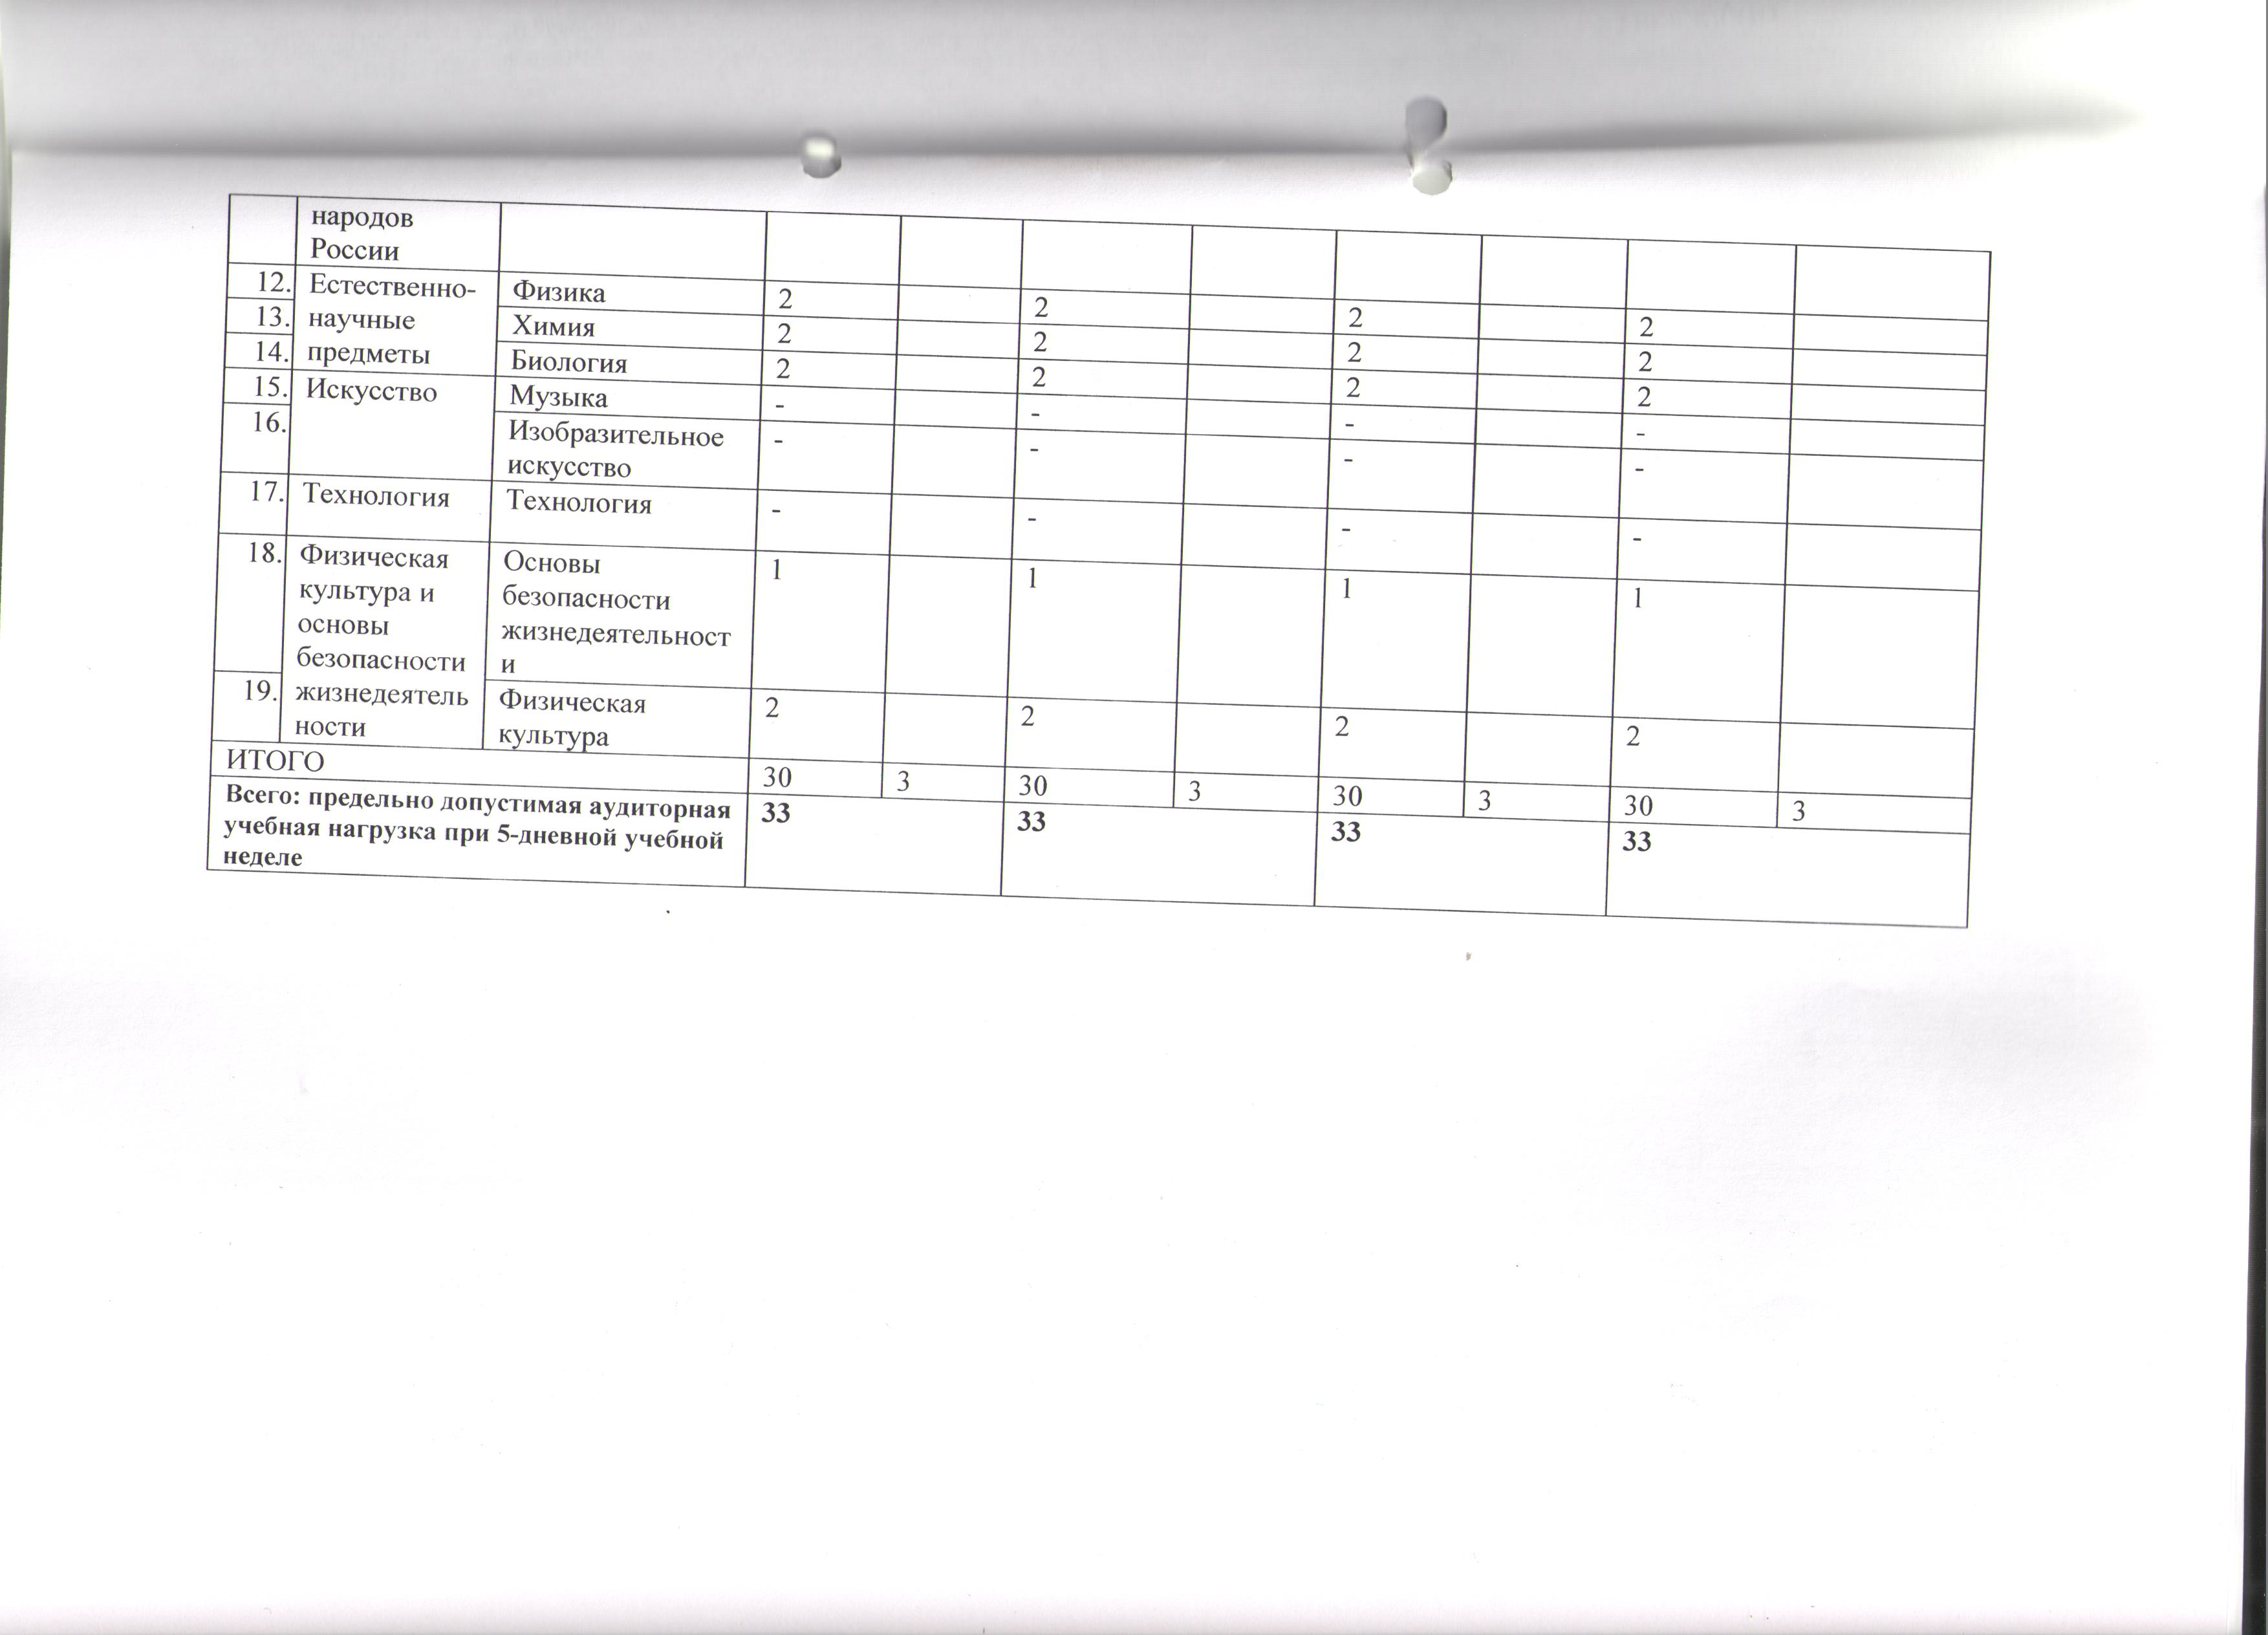 народов
России
12. Естественно- Физика 2 2 2 2
13. научные Химия 2 2 2 2
14. предметы Биология 2 2 2 2
15. Искусство Музыка - - - -
16. Изобразительное - - - -
искусство
17. Технология Технология - - - -
18. Физическая Основы 1 1 1 1
культура и безопасности
основы жизнедеятельност
безопасности и
19. жизнедеятель Физическая 2 2 2 2
ности культура
ИТОГО 30 3 30 3 30 3 30 3
Всего: предельно допустимая аудиторная 33 33 33 33
учебная нагрузка при 5-дневной учебной
неделе